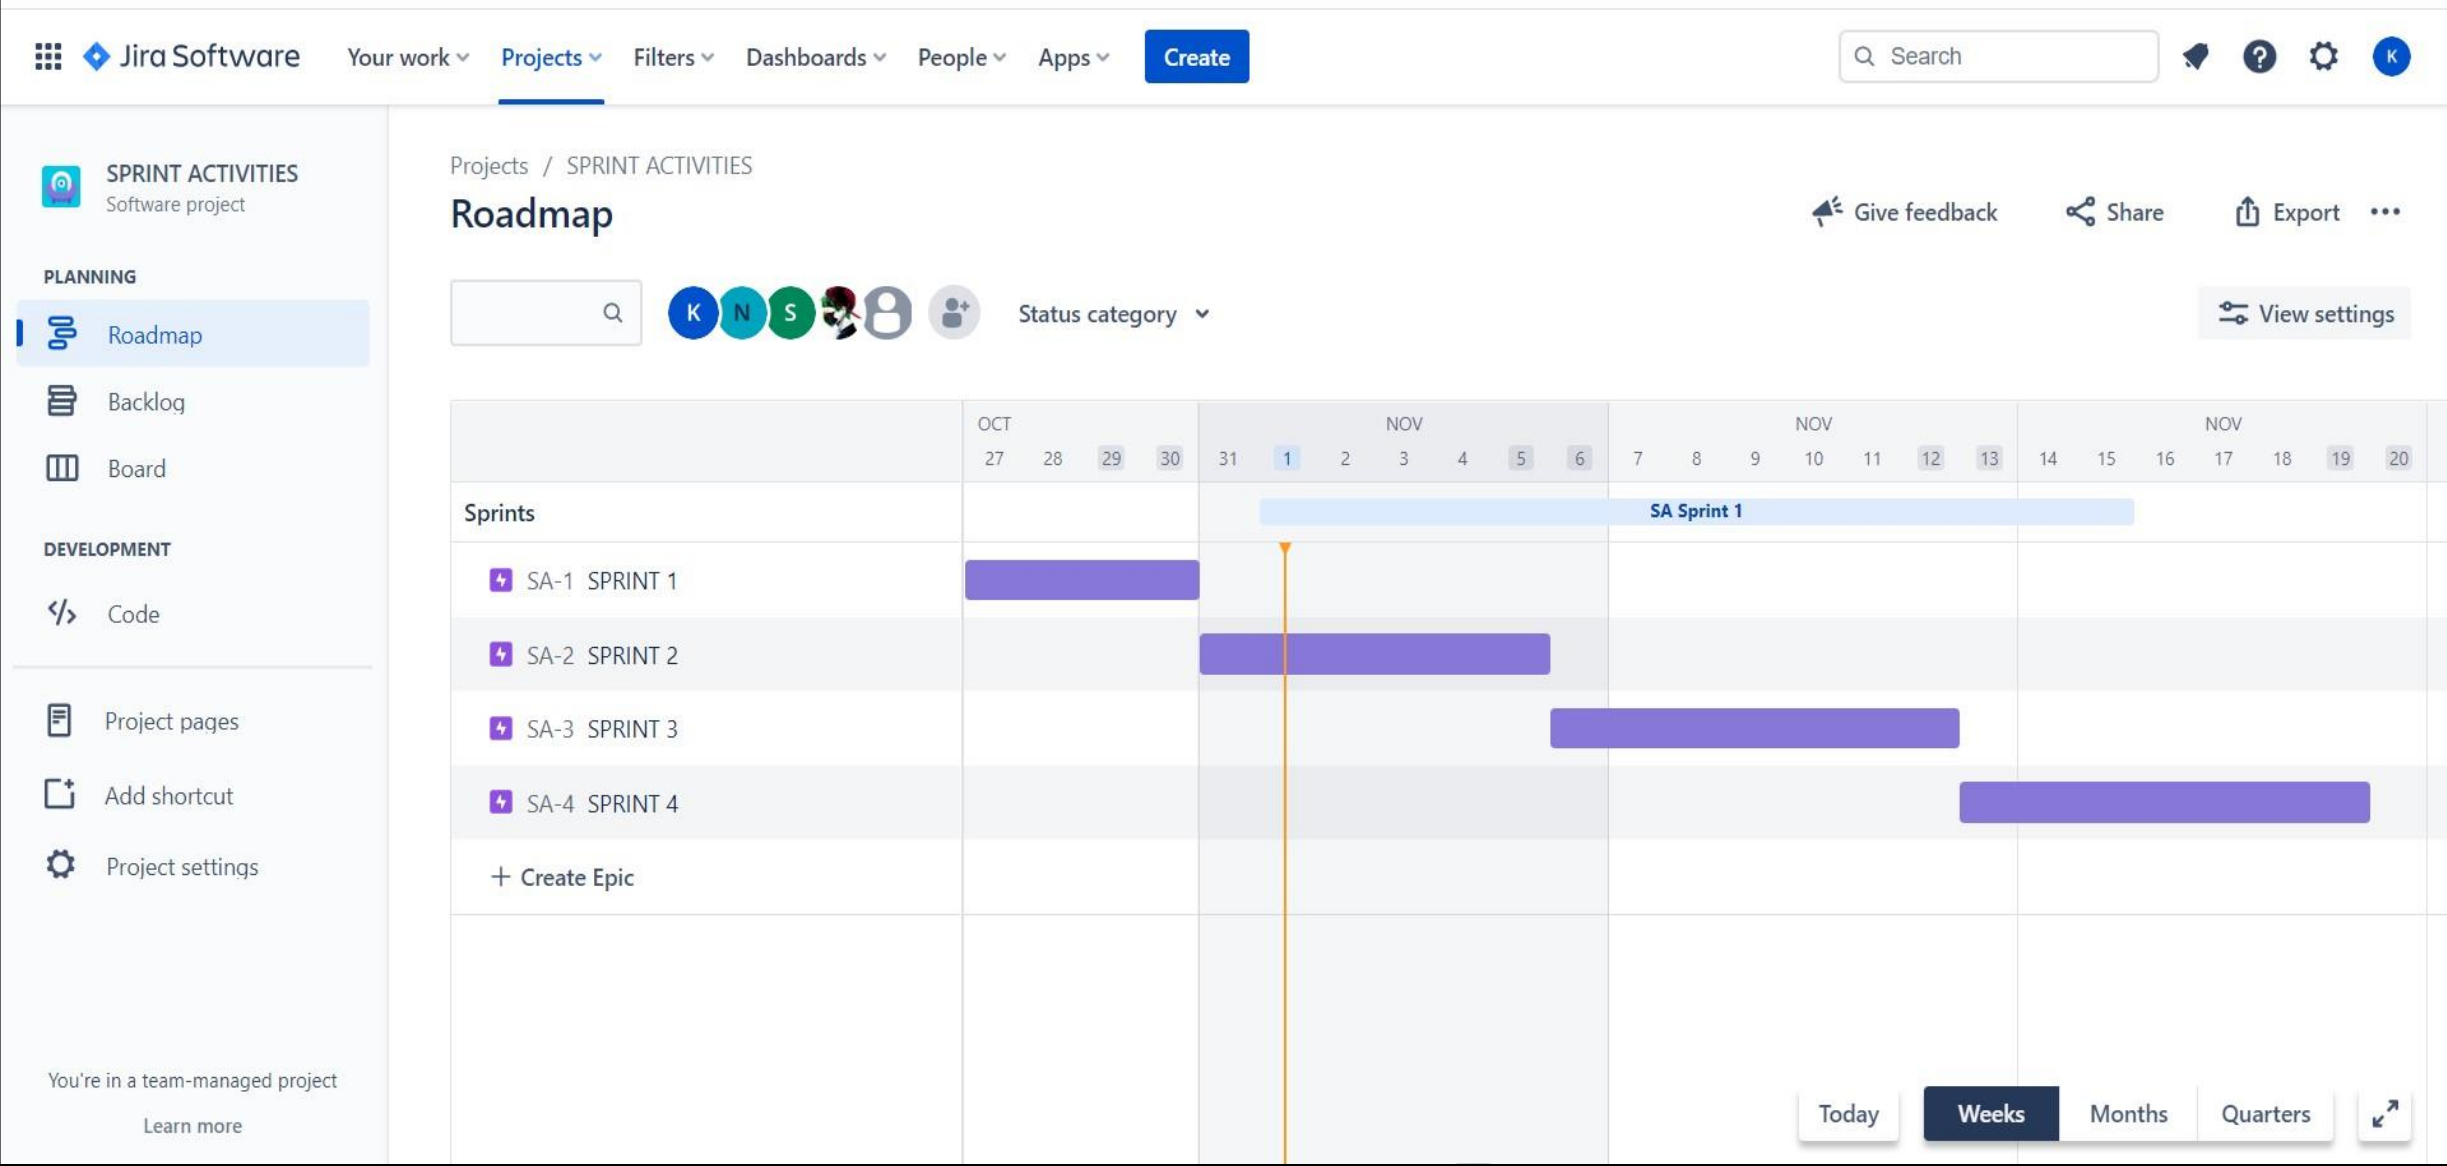 Jira Software Your work Projects Filters Dashboards People Apps Create Search K
SPRINT ACTIVITIES
Software project
PLANNING
Roadmap
Backlog
Board
DEVELOPMENT
Code
Project pages
Add shortcut
Project settings
You're in a team-managed project
Learn more
Projects / SPRINT ACTIVITIES
Roadmap
Give feedback Share Export
K N S Status category View settings
OCT NOV NOV NOV
27 28 29 30 31 1 2 3 4 5 6 7 8 9 10 11 12 13 14 15 16 17 18 19 20
Sprints SA Sprint 1
SA-1 SPRINT 1
SA-2 SPRINT 2
SA-3 SPRINT 3
SA-4 SPRINT 4
+ Create Epic
Today Weeks Months Quarters